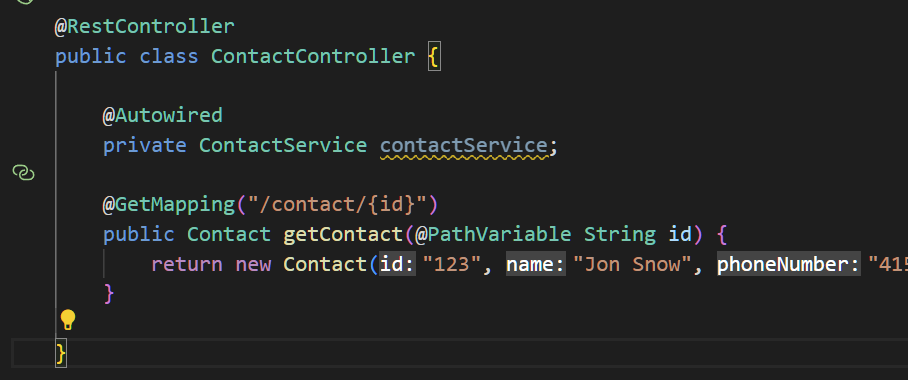 @RestController
public class ContactController {
@Autowired
private ContactService contactService;
@GetMapping("/contact/{id}")
public Contact getContact(@PathVariable String id) {
return new Contact(id: "123", name: "Jon Snow", phoneNumber: "415
}
}